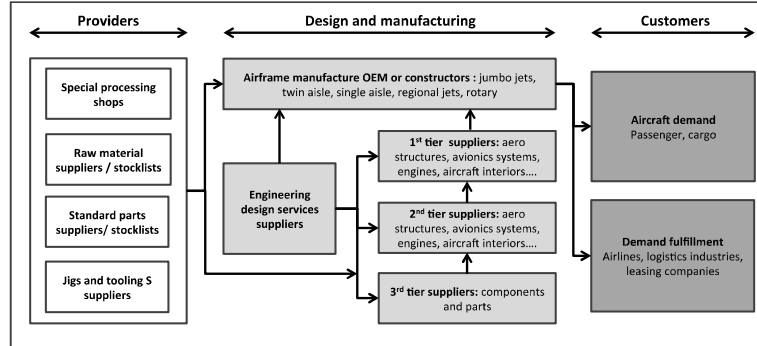 Providers
Design and manufacturing
Customers
Special processing
shops
Raw material
suppliers / stocklists
Standard parts
suppliers/ stocklists
Jigs and tooling S
suppliers
Airframe manufacture OEM or constructors : jumbo jets,
twin aisle, single aisle, regional jets, rotary
Engineering
design services
suppliers
1st tier suppliers: aero
structures, avionics systems,
engines, aircraft interiors....
2nd tier suppliers: aero
structures, avionics systems,
engines, aircraft interiors....
3rd tier suppliers: components
and parts
Aircraft demand
Passenger, cargo
Demand fulfillment
Airlines, logistics industries,
leasing companies